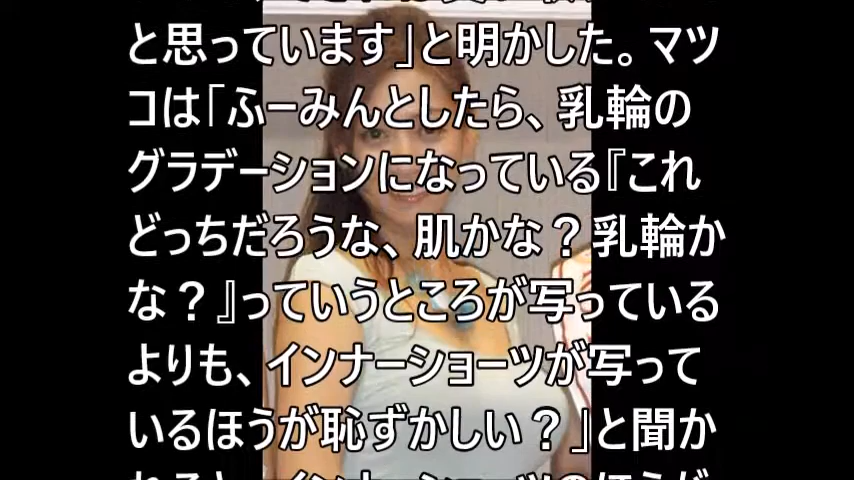 と思っています」と明かした。マツ
コは「ふーみんとしたら、乳輪の
グラデーションになっている『これ
どっちだろうな、肌かな？乳輪か
な？』っていうところが写っている
よりも、インナーショーツが写って
いるほうが恥ずかしい？」と聞か